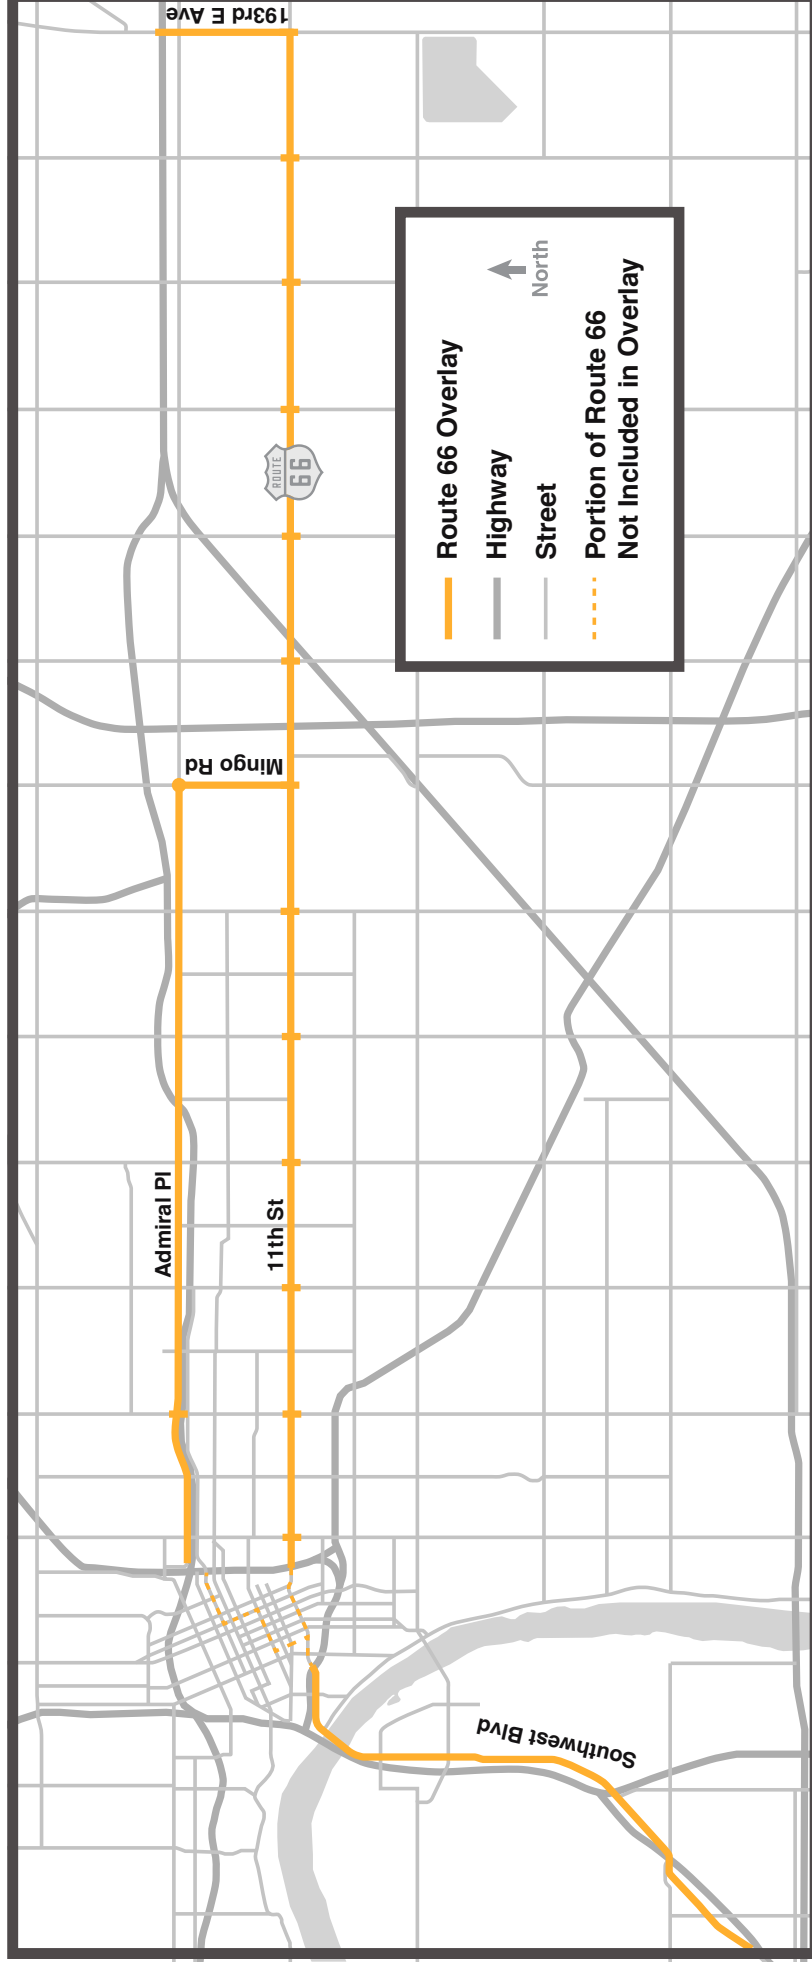 193rd E Ave
Mingo Rd
ROUTE
66
Admiral Pl
11th St
Southwest Blvd
Route 66 Overlay
Highway
Street
Portion of Route 66
Not Included in Overlay
North